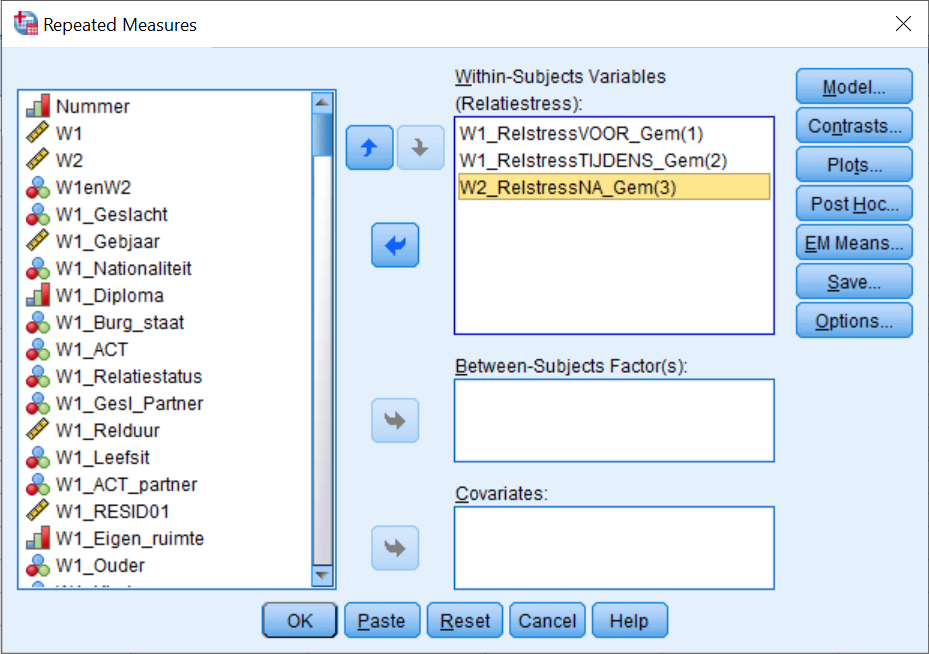 Repeated Measures
Nummer
W1
W2
W1enW2
W1_Geslacht
W1_Gebjaar
W1_Nationaliteit
W1_Diploma
W1_Burg_staat
W1_ACT
W1_Relatiestatus
W1_Gesl_Partner
W1_Relduur
W1_Leefsit
W1_ACT_partner
W1_RESID01
W1_Eigen_ruimte
W1_Ouder
Within-Subjects Variables
(Relatiestress):
W1_RelstressVOOR_Gem(1)
W1_RelstressTIJDENS_Gem(2)
W2_RelstressNA_Gem(3)
Between-Subjects Factor(s):
Covariates:
Model...
Contrasts...
Plots...
Post Hoc...
EM Means...
Save...
Options...
OK Paste Reset Cancel Help